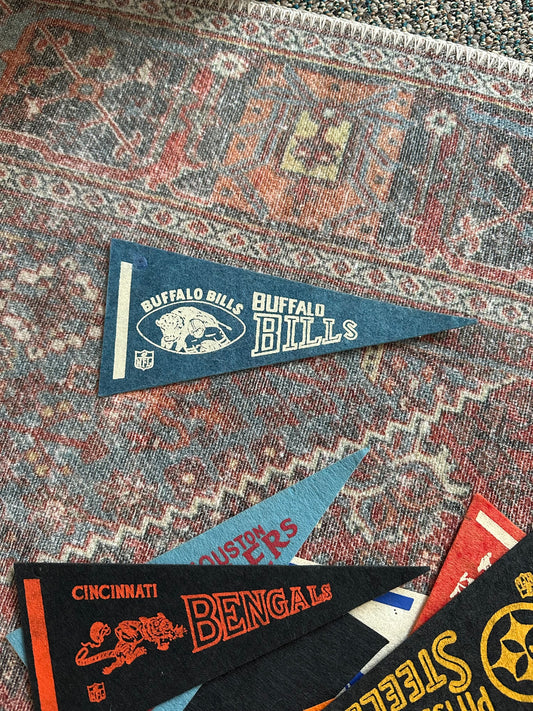 BUFFALO BILLS
BUFFALO
BILLS
NFL
HOUSTON
CINCINNATI
BENGALS
NFL